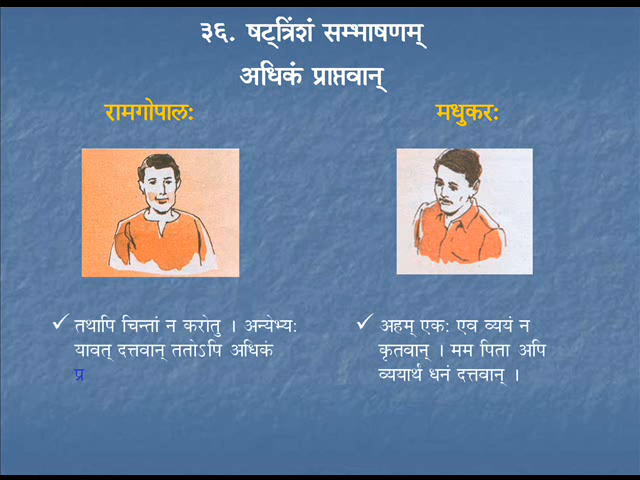 ३६. षट्त्रिंशं सम्भाषणम्
अधिकं प्राप्तवान्
रामगोपालः
मधुकरः
तथापि चिन्तां न करोतु । अन्येभ्यः
यावत् दत्तवान् ततोऽपि अधिकं
प्र
अहम् एकः एव व्ययं न
कृतवान् । मम पिता अपि
व्ययार्थं धनं दत्तवान् ।